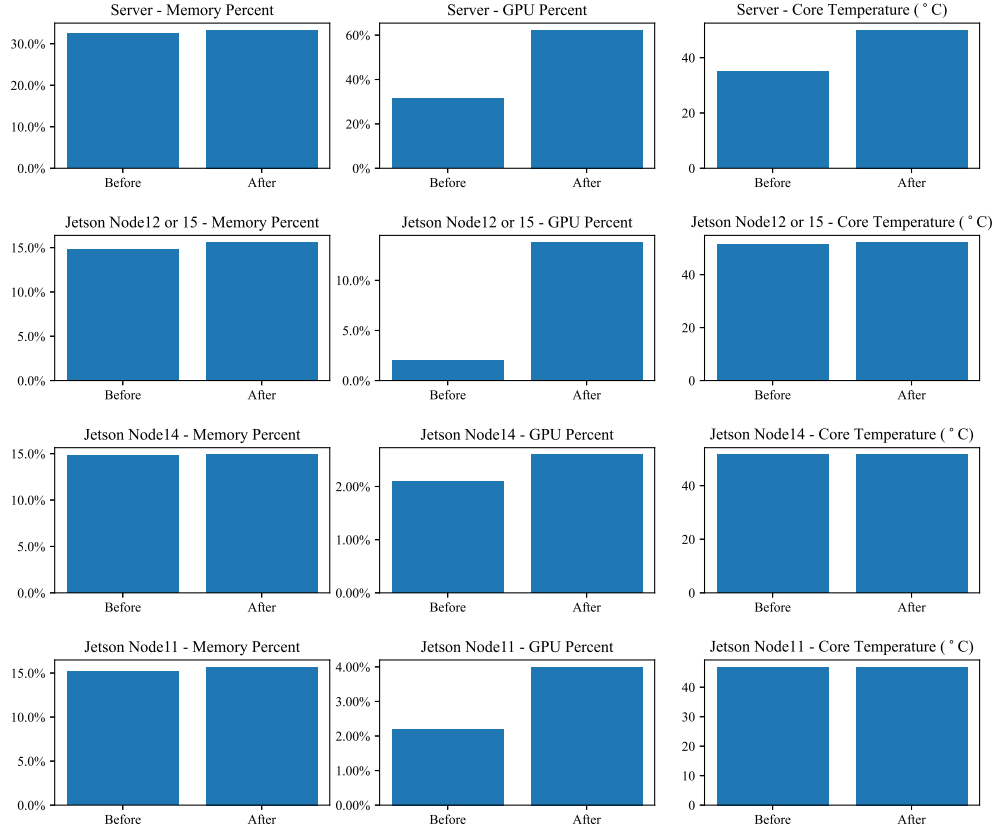 Server - Memory Percent
30.0%
20.0%
10.0%
0.0%
Before After
Server - GPU Percent
60%
40%
20%
0%
Before After
Server - Core Temperature (°C)
40
20
0
Before After
Jetson Node12 or 15 - Memory Percent
15.0%
10.0%
5.0%
0.0%
Before After
Jetson Node12 or 15 - GPU Percent
10.0%
5.0%
0.0%
Before After
Jetson Node12 or 15 - Core Temperature (°C)
40
20
0
Before After
Jetson Node14 - Memory Percent
15.0%
10.0%
5.0%
0.0%
Before After
Jetson Node14 - GPU Percent
2.00%
1.00%
0.00%
Before After
Jetson Node14 - Core Temperature (°C)
40
20
0
Before After
Jetson Node11 - Memory Percent
15.0%
10.0%
5.0%
0.0%
Before After
Jetson Node11 - GPU Percent
4.00%
3.00%
2.00%
1.00%
0.00%
Before After
Jetson Node11 - Core Temperature (°C)
40
30
20
10
0
Before After